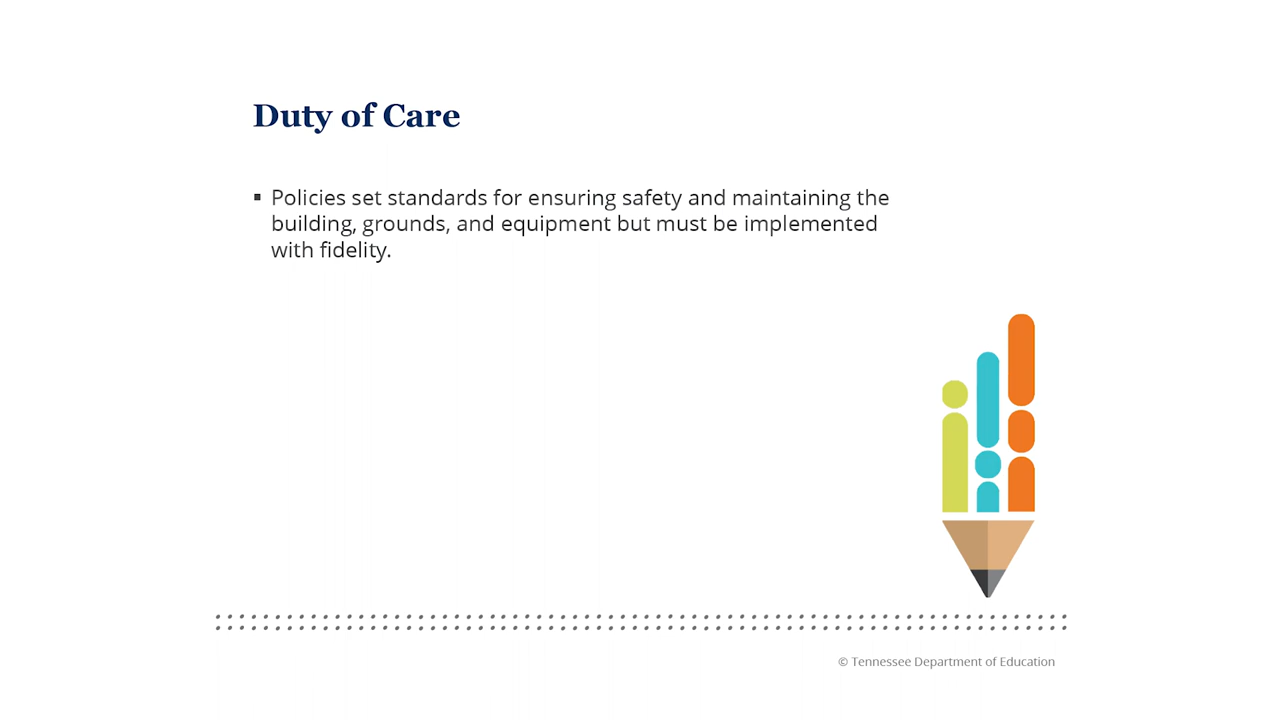 Duty of Care
▪ Policies set standards for ensuring safety and maintaining the
building, grounds, and equipment but must be implemented
with fidelity.
© Tennessee Department of Education